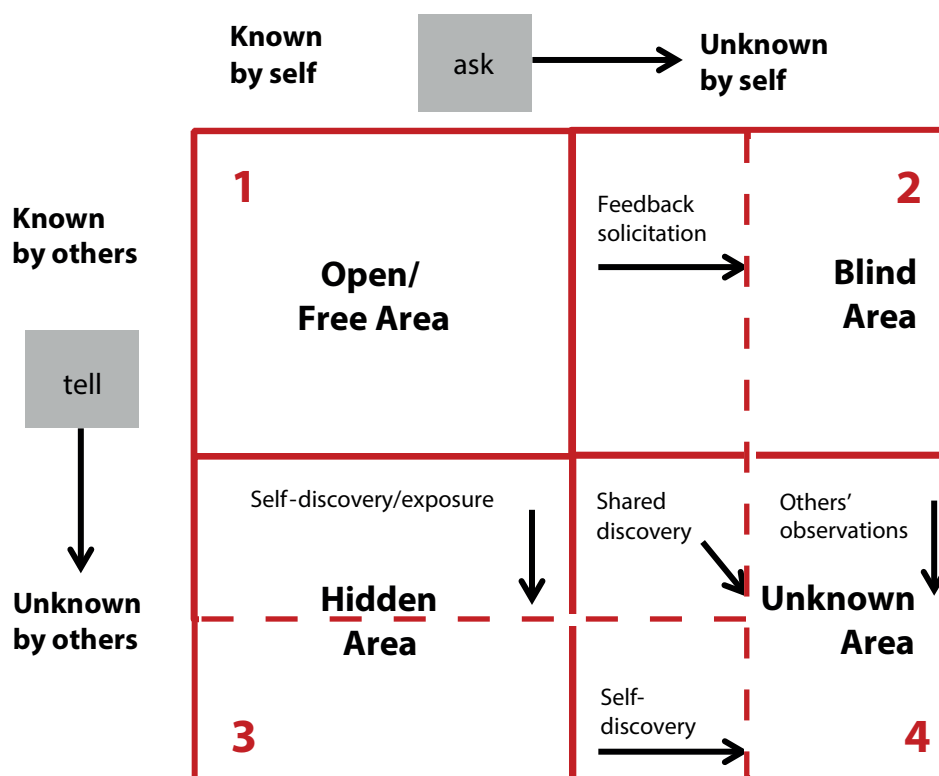 Known
by self
ask
Unknown
by self
1
2
Known
by others
Feedback
solicitation
Open/
Free Area
Blind
Area
tell
Self-discovery/exposure
Shared
discovery
Others’
observations
Unknown
by others
Hidden
Area
Unknown
Area
3
Self-
discovery
4